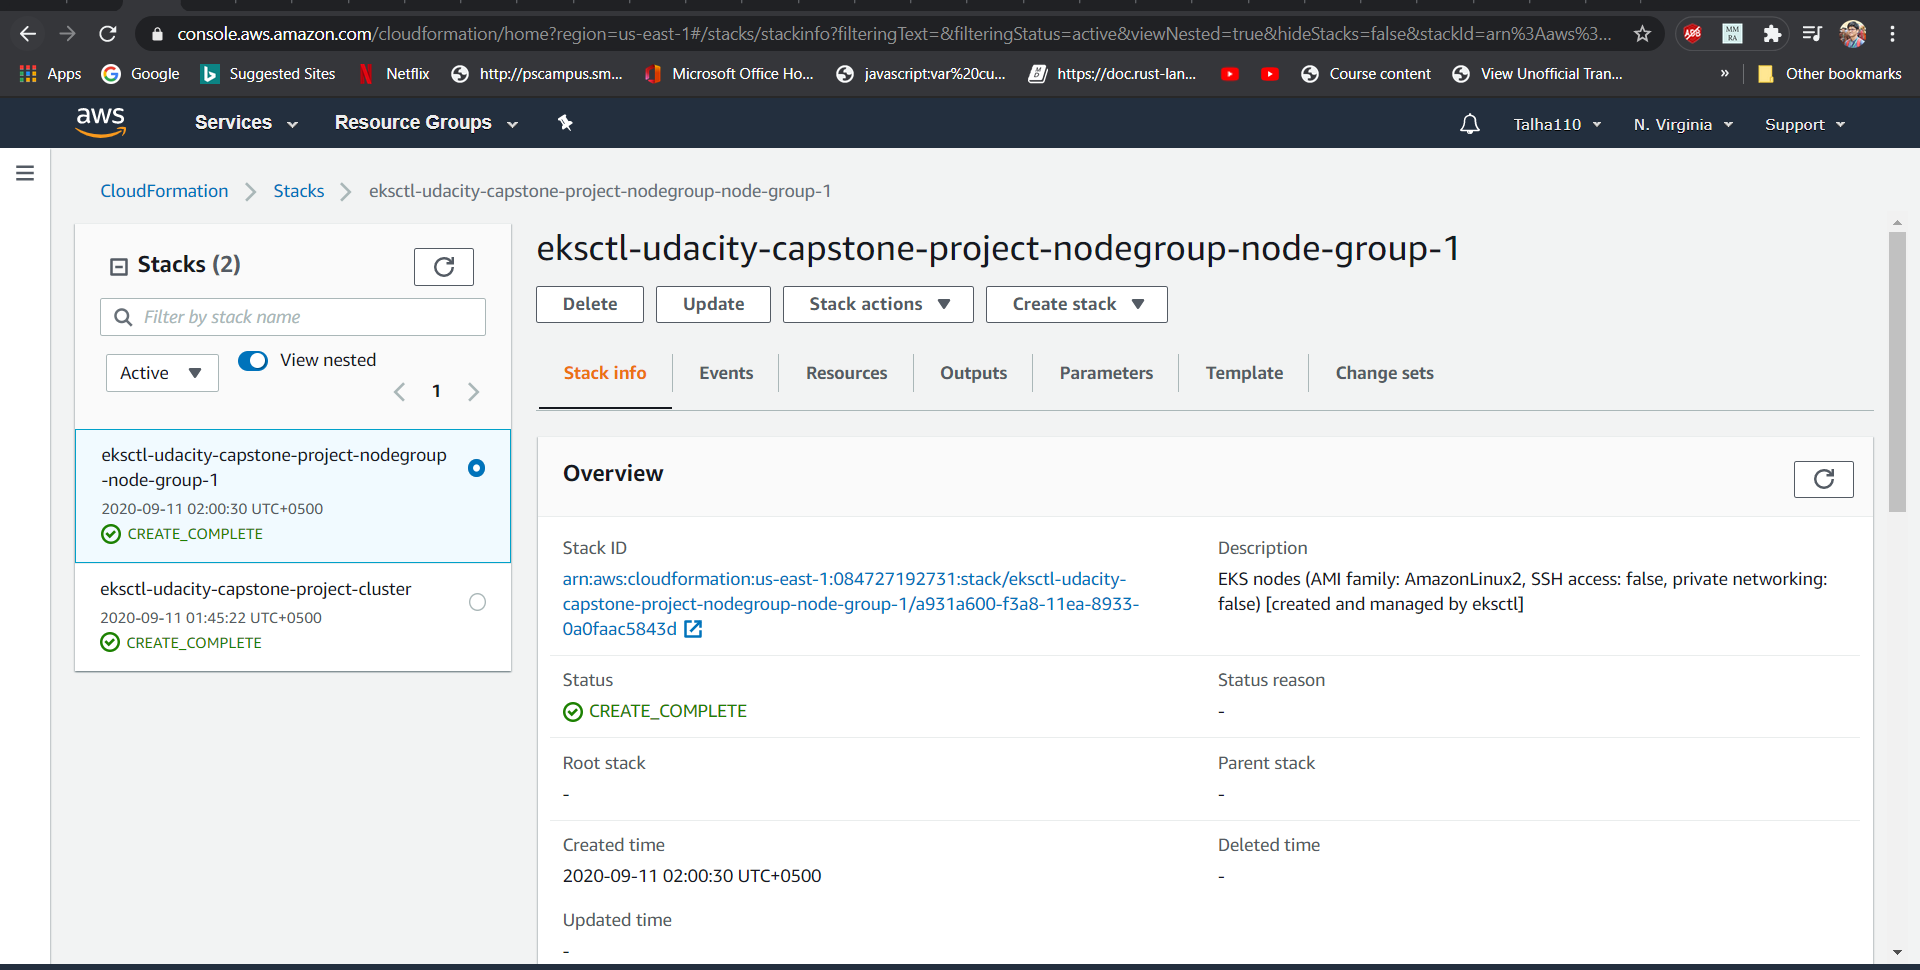 console.aws.amazon.com/cloudformation/home?region=us-east-1#/stacks/stackinfo?filteringText=&filteringStatus=active&viewNested=true&hideStacks=false&stackId=arn%3Aaws%3...
Apps Google Suggested Sites Netflix http://pscampus.sm... Microsoft Office Ho... javascript:var%20cu... https://doc.rust-lan... Course content View Unofficial Tran... » Other bookmarks
aws Services Resource Groups Talha110 N. Virginia Support
CloudFormation Stacks eksctl-udacity-capstone-project-nodegroup-node-group-1
Stacks (2)
Filter by stack name
Active View nested
1
eksctl-udacity-capstone-project-nodegroup
-node-group-1
2020-09-11 02:00:30 UTC+0500
CREATE_COMPLETE
eksctl-udacity-capstone-project-cluster
2020-09-11 01:45:22 UTC+0500
CREATE_COMPLETE
eksctl-udacity-capstone-project-nodegroup-node-group-1
Delete Update Stack actions Create stack
Stack info Events Resources Outputs Parameters Template Change sets
Overview
Stack ID
arn:aws:cloudformation:us-east-1:084727192731:stack/eksctl-udacity-
capstone-project-nodegroup-node-group-1/a931a600-f3a8-11ea-8933-
0a0faac5843d
Description
EKS nodes (AMI family: AmazonLinux2, SSH access: false, private networking:
false) [created and managed by eksctl]
Status
CREATE_COMPLETE
Status reason
-
Root stack
-
Parent stack
-
Created time
2020-09-11 02:00:30 UTC+0500
Deleted time
-
Updated time
-